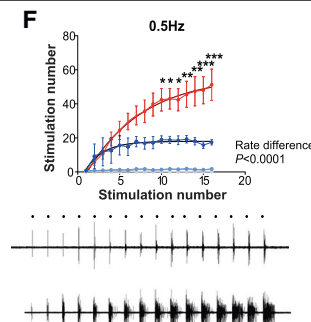 F
0.5Hz
80
60
40
20
0
Stimulation number
** ** ** ** *** ***
Rate difference
P<0.0001
0 5 10 15 20
Stimulation number